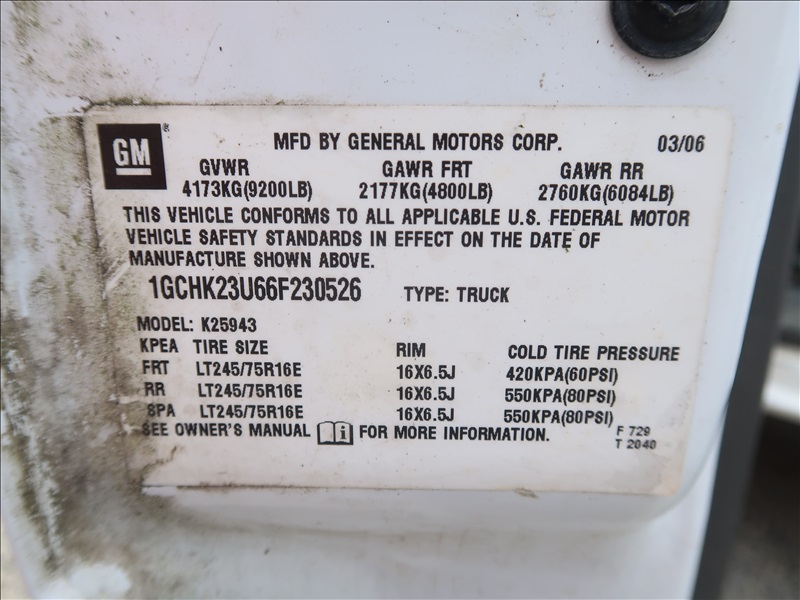 GM
MFD BY GENERAL MOTORS CORP. 03/06
GVWR GAWR FRT GAWR RR
4173KG(9200LB) 2177KG(4800LB) 2760KG(6084LB)
THIS VEHICLE CONFORMS TO ALL APPLICABLE U.S. FEDERAL MOTOR
VEHICLE SAFETY STANDARDS IN EFFECT ON THE DATE OF
MANUFACTURE SHOWN ABOVE.
1GCHK23U66F230526 TYPE: TRUCK
MODEL: K25943
KPEA TIRE SIZE RIM COLD TIRE PRESSURE
FRT LT245/75R16E 16X6.5J 420KPA(60PSI)
RR LT245/75R16E 16X6.5J 550KPA(80PSI)
SPA LT245/75R16E 16X6.5J 550KPA(80PSI)
SEE OWNER'S MANUAL i FOR MORE INFORMATION. F 729
T 2040